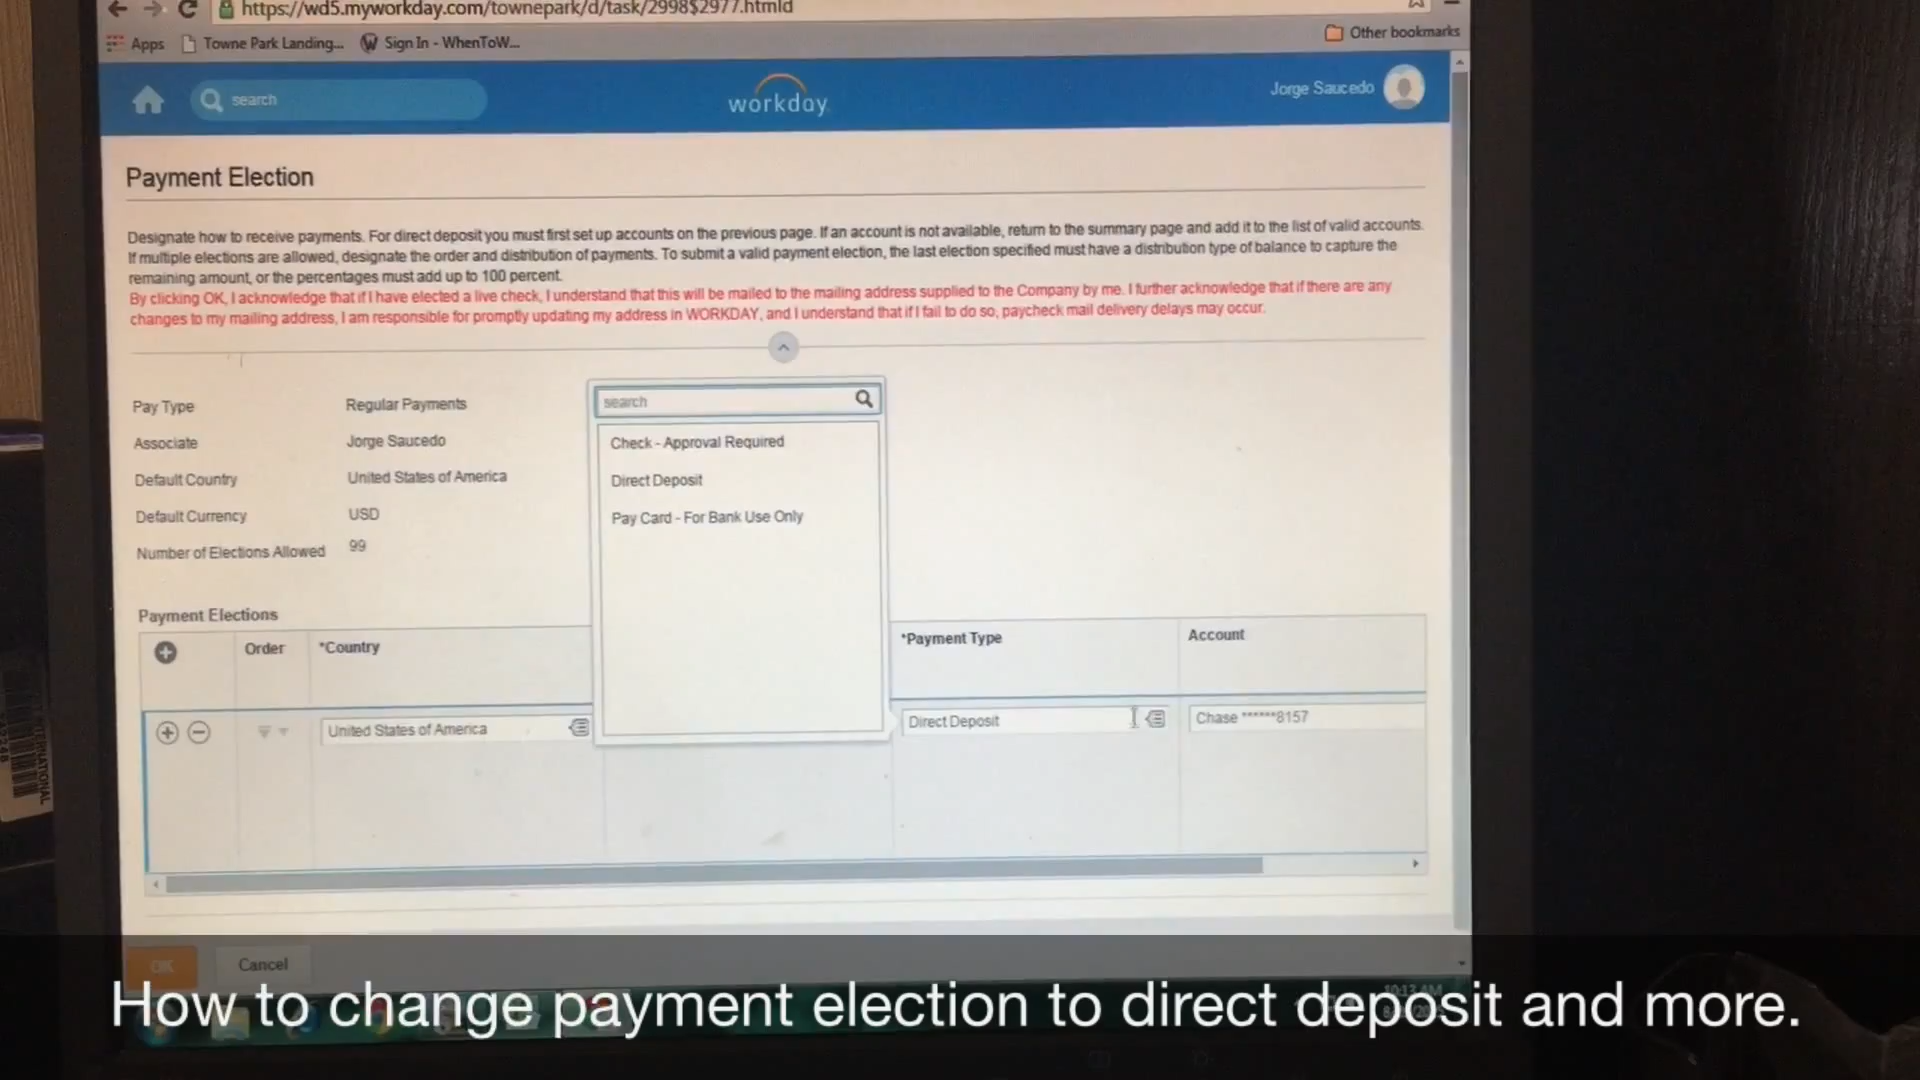 https://wd5.myworkday.com/townepark/d/task/2998$2977.htmld
Apps Towne Park Landing... Sign In - WhenToW... Other bookmarks
search workday Jorge Saucedo
Payment Election
Designate how to receive payments. For direct deposit you must first set up accounts on the previous page. If an account is not available, return to the summary page and add it to the list of valid accounts.
If multiple elections are allowed, designate the order and distribution of payments. To submit a valid payment election, the last election specified must have a distribution type of balance to capture the
remaining amount, or the percentages must add up to 100 percent.
By clicking OK, I acknowledge that if I have elected a live check, I understand that this will be mailed to the mailing address supplied to the Company by me. I further acknowledge that if there are any
changes to my mailing address, I am responsible for promptly updating my address in WORKDAY, and I understand that if I fail to do so, paycheck mail delivery delays may occur.
Pay Type Regular Payments
Associate Jorge Saucedo
Default Country United States of America
Default Currency USD
Number of Elections Allowed 99
search
Check - Approval Required
Direct Deposit
Pay Card - For Bank Use Only
Payment Elections
Order *Country *Payment Type Account
United States of America Direct Deposit Chase ******8157
OK Cancel
How to change payment election to direct deposit and more.
10:13 AM